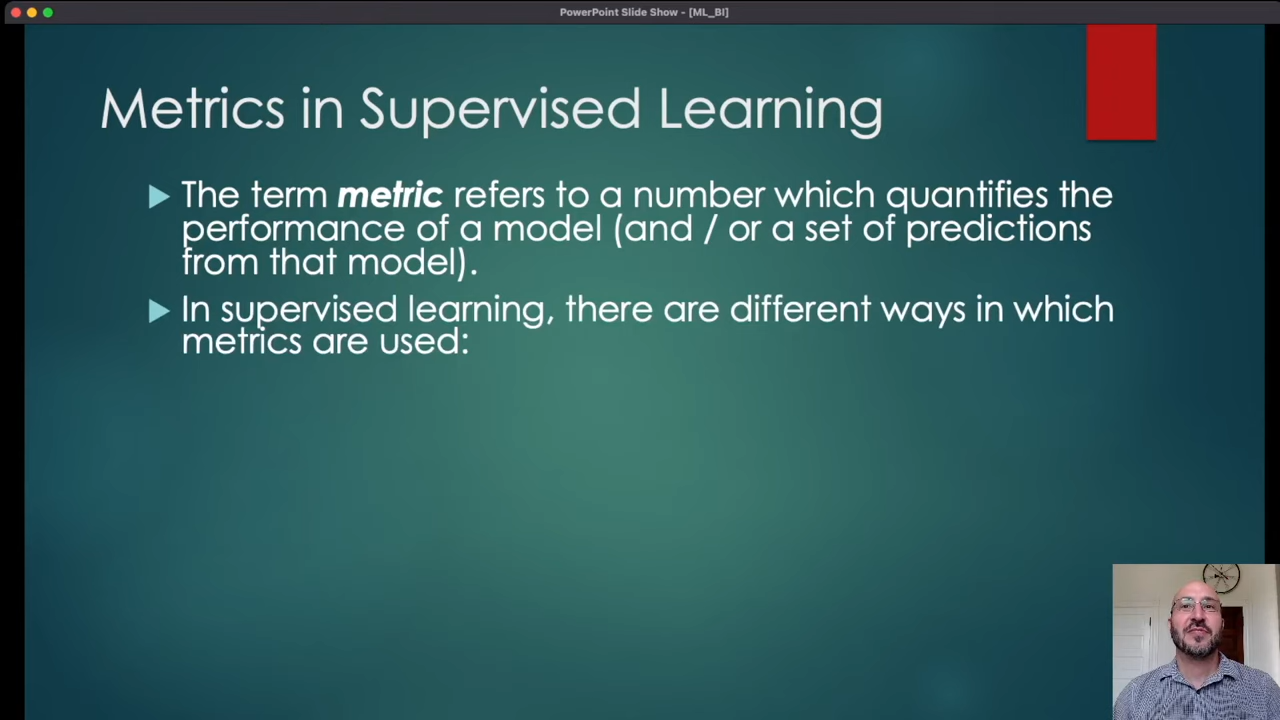 PowerPoint Slide Show - [ML_BI]
Metrics in Supervised Learning
The term metric refers to a number which quantifies the
performance of a model (and / or a set of predictions
from that model).
In supervised learning, there are different ways in which
metrics are used: